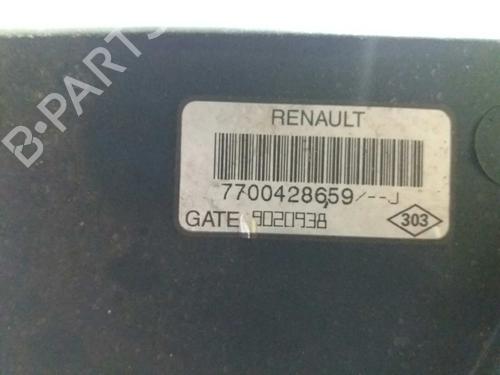 B-PARTS
RENAULT
7700428659/--J
GATE 9020938
303